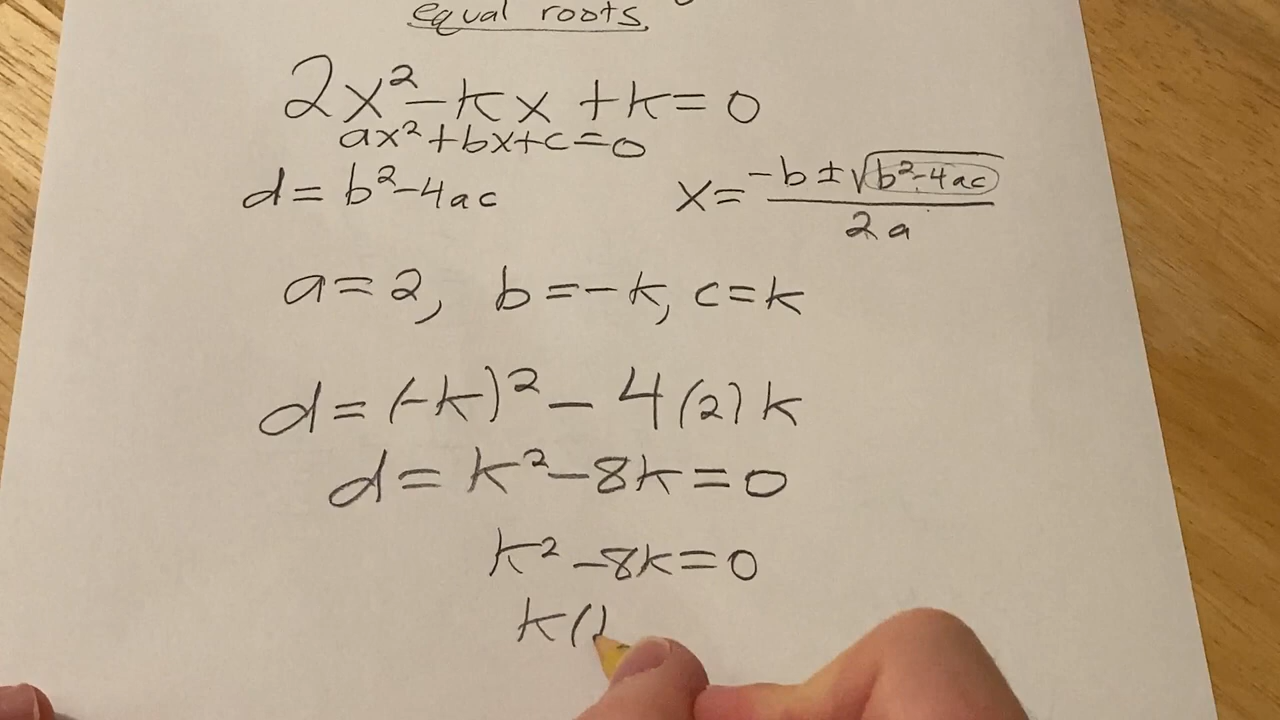 equal roots
2x²-kx+k=0
ax²+bx+c=0
d=b²-4ac x=\frac{-b±√(b²-4ac)}{2a}
a=2, b=-k, c=k
d=(-k)²-4(2)k
d=k²-8k=0
k²-8k=0
k(